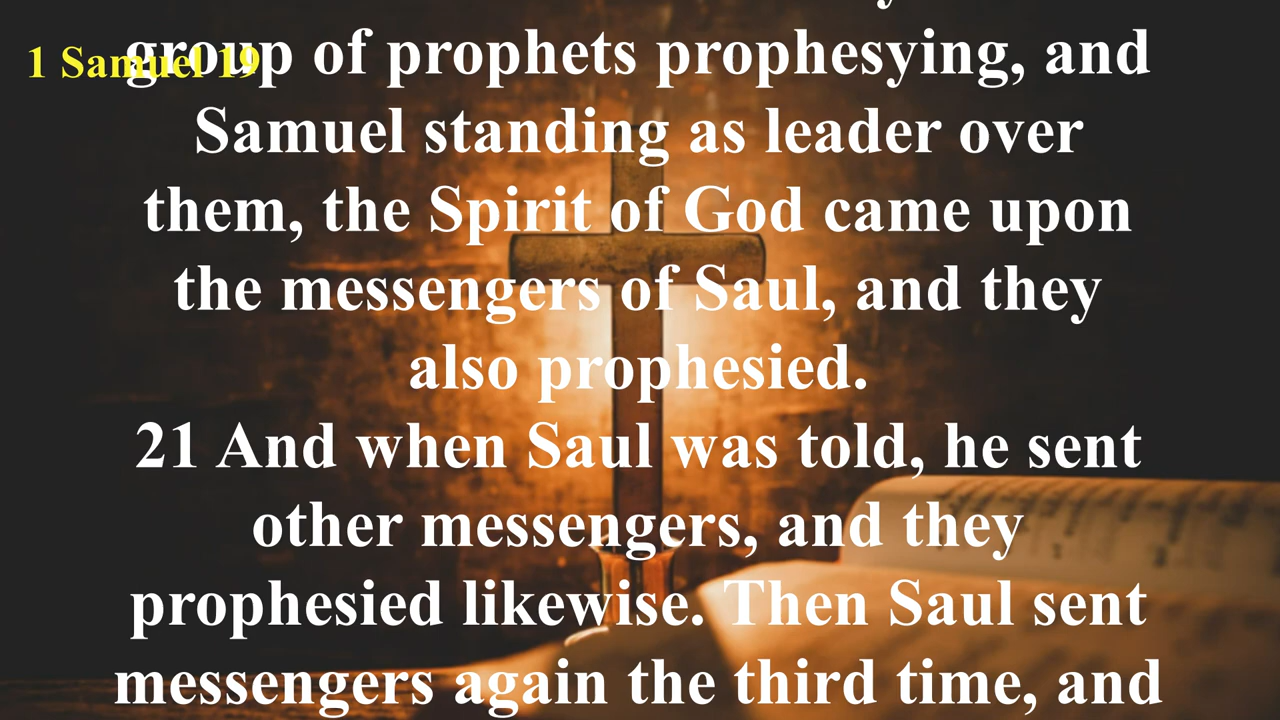 1 Samuel 19
group of prophets prophesying, and
Samuel standing as leader over
them, the Spirit of God came upon
the messengers of Saul, and they
also prophesied.
21 And when Saul was told, he sent
other messengers, and they
prophesied likewise. Then Saul sent
messengers again the third time, and